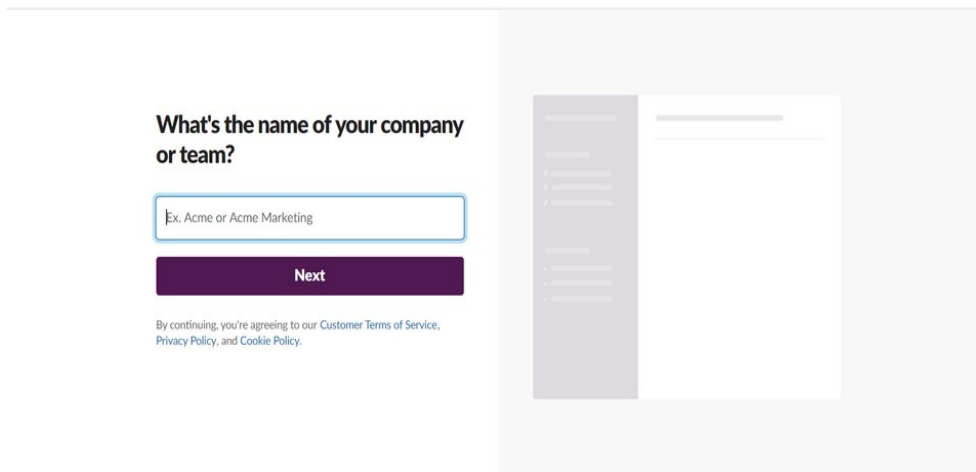 What's the name of your company
or team?
Ex. Acme or Acme Marketing
Next
By continuing, you're agreeing to our Customer Terms of Service,
Privacy Policy, and Cookie Policy.